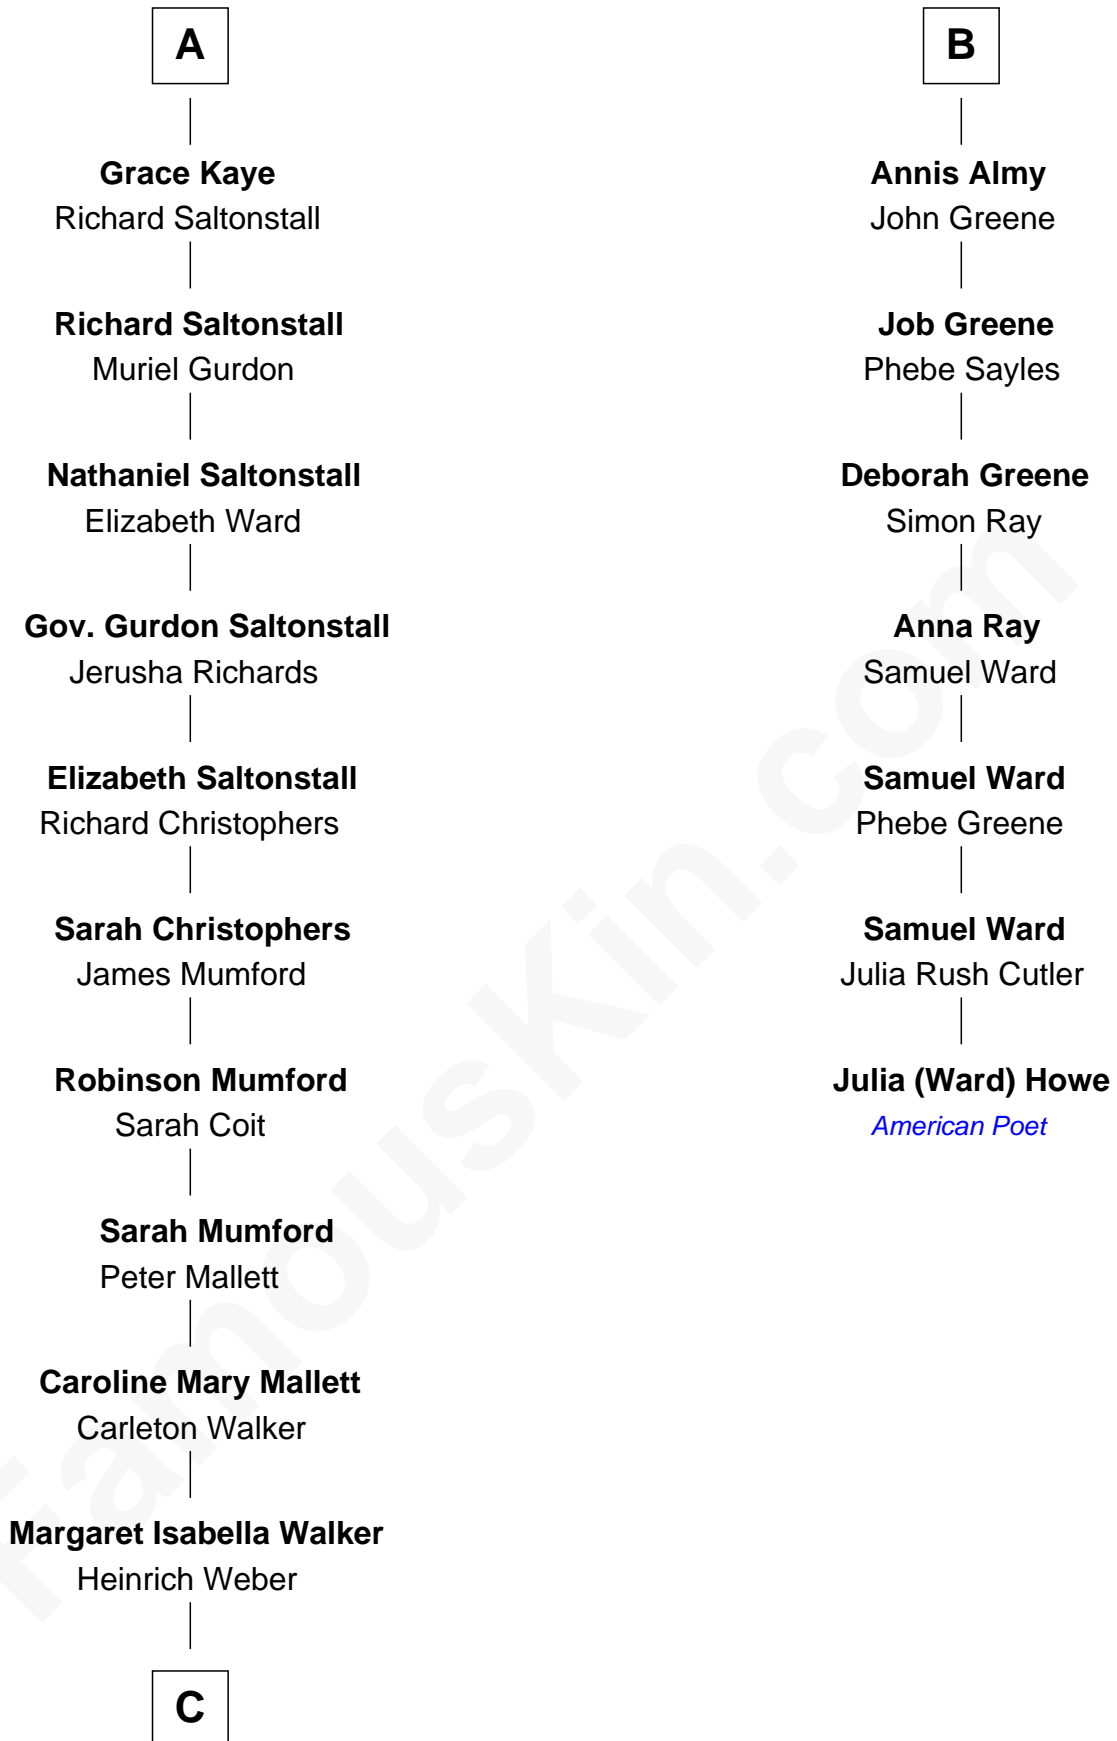 A
Grace Kaye
Richard Saltonstall
Richard Saltonstall
Muriel Gurdon
Nathaniel Saltonstall
Elizabeth Ward
Gov. Gurdon Saltonstall
Jerusha Richards
Elizabeth Saltonstall
Richard Christophers
Sarah Christophers
James Mumford
Robinson Mumford
Sarah Coit
Sarah Mumford
Peter Mallett
Caroline Mary Mallett
Carleton Walker
Margaret Isabella Walker
Heinrich Weber
C
B
Annis Almy
John Greene
Job Greene
Phebe Sayles
Deborah Greene
Simon Ray
Anna Ray
Samuel Ward
Samuel Ward
Phebe Greene
Samuel Ward
Julia Rush Cutler
Julia (Ward) Howe
American Poet
FamousKin.com